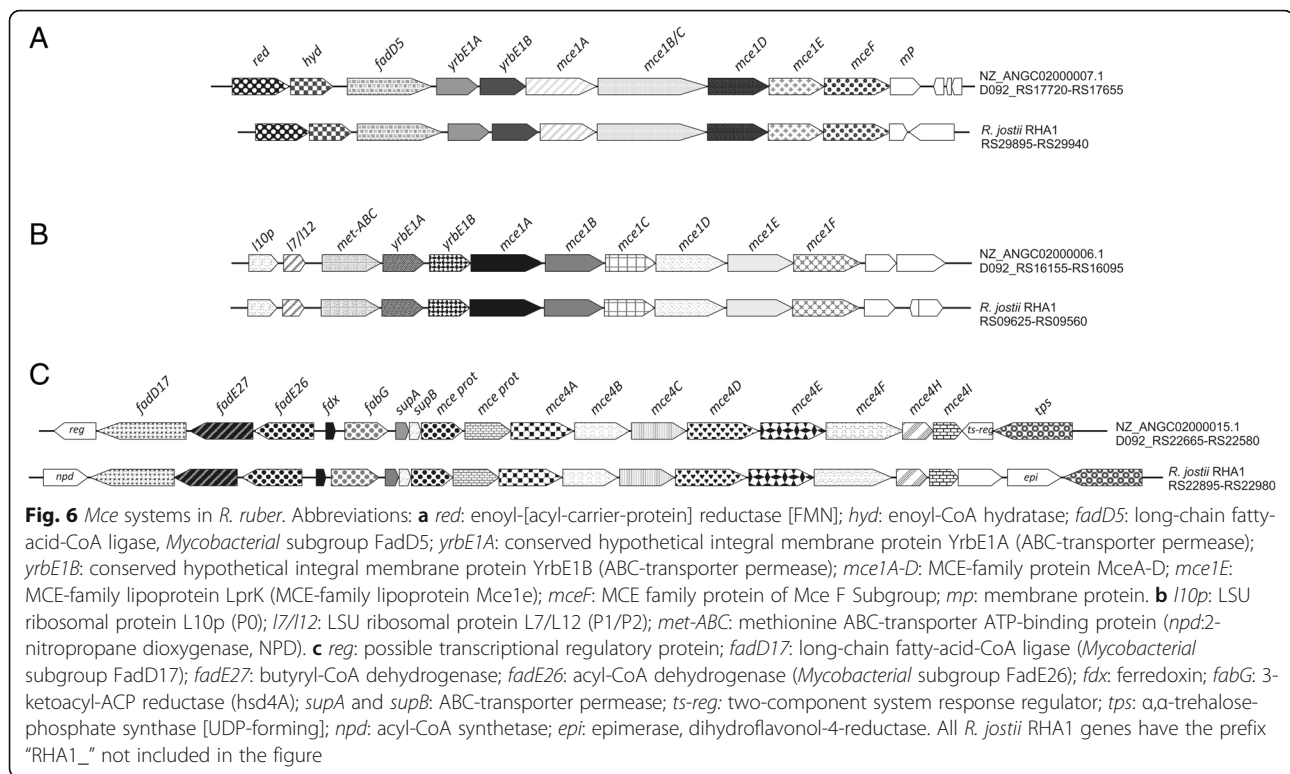 A
red hyd fadD5 yrbE1A yrbE1B mce1A mce1B/C mce1D mce1E mceF mP
NZ_ANGC02000007.1
D092_RS17720-RS17655
R. jostii RHA1
RS29895-RS29940
B
l10p l7/l12 met-ABC yrbE1A yrbE1B mce1A mce1B mce1C mce1D mce1E mce1F
NZ_ANGC02000006.1
D092_RS16155-RS16095
R. jostii RHA1
RS09625-RS09560
C
fadD17 fadE27 fadE26 fdx fabG supA supB mce prot mce prot mce4A mce4B mce4C mce4D mce4E mce4F mce4H mce4I tps
reg ts-reg
NZ_ANGC02000015.1
D092_RS22665-RS22580
npd epi
R. jostii RHA1
RS22895-RS22980
Fig. 6 Mce systems in R. ruber. Abbreviations: a red: enoyl-[acyl-carrier-protein] reductase [FMN]; hyd: enoyl-CoA hydratase; fadD5: long-chain fatty-
acid-CoA ligase, Mycobacterial subgroup FadD5; yrbE1A: conserved hypothetical integral membrane protein YrbE1A (ABC-transporter permease);
yrbE1B: conserved hypothetical integral membrane protein YrbE1B (ABC-transporter permease); mce1A-D: MCE-family protein MceA-D; mce1E:
MCE-family lipoprotein LprK (MCE-family lipoprotein Mce1e); mceF: MCE family protein of Mce F Subgroup; mp: membrane protein. b l10p: LSU
ribosomal protein L10p (P0); l7/l12: LSU ribosomal protein L7/L12 (P1/P2); met-ABC: methionine ABC-transporter ATP-binding protein (npd:2-
nitropropane dioxygenase, NPD). c reg: possible transcriptional regulatory protein; fadD17: long-chain fatty-acid-CoA ligase (Mycobacterial
subgroup FadD17); fadE27: butyryl-CoA dehydrogenase; fadE26: acyl-CoA dehydrogenase (Mycobacterial subgroup FadE26); fdx: ferredoxin; fabG: 3-
ketoacyl-ACP reductase (hsd4A); supA and supB: ABC-transporter permease; ts-reg: two-component system response regulator; tps: α,α-trehalose-
phosphate synthase [UDP-forming]; npd: acyl-CoA synthetase; epi: epimerase, dihydroflavonol-4-reductase. All R. jostii RHA1 genes have the prefix
"RHA1_" not included in the figure